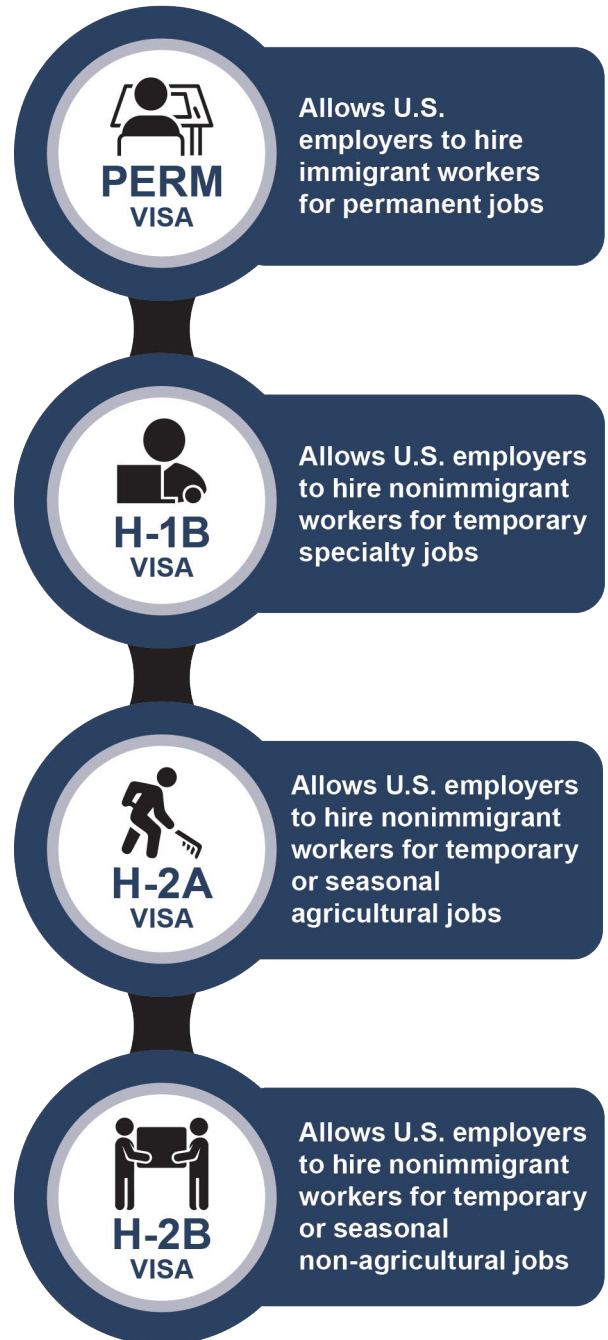 PERM
VISA
Allows U.S.
employers to hire
immigrant workers
for permanent jobs
H-1B
VISA
Allows U.S. employers
to hire nonimmigrant
workers for temporary
specialty jobs
H-2A
VISA
Allows U.S. employers
to hire nonimmigrant
workers for temporary
or seasonal
agricultural jobs
H-2B
VISA
Allows U.S. employers
to hire nonimmigrant
workers for temporary
or seasonal
non-agricultural jobs